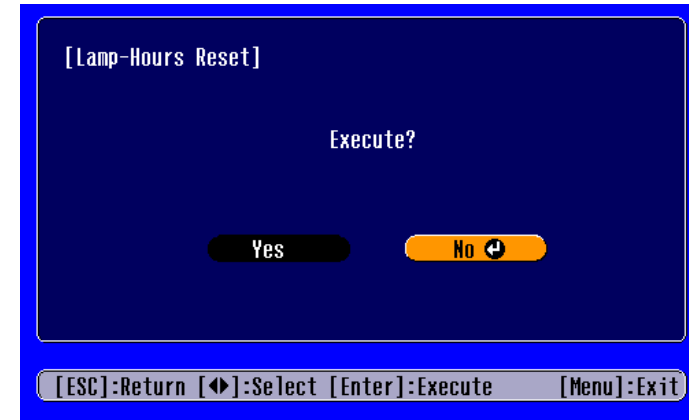 [Lamp-Hours Reset]
Execute?
Yes No
[ESC]:Return [◆]:Select [Enter]:Execute [Menu]:Exit